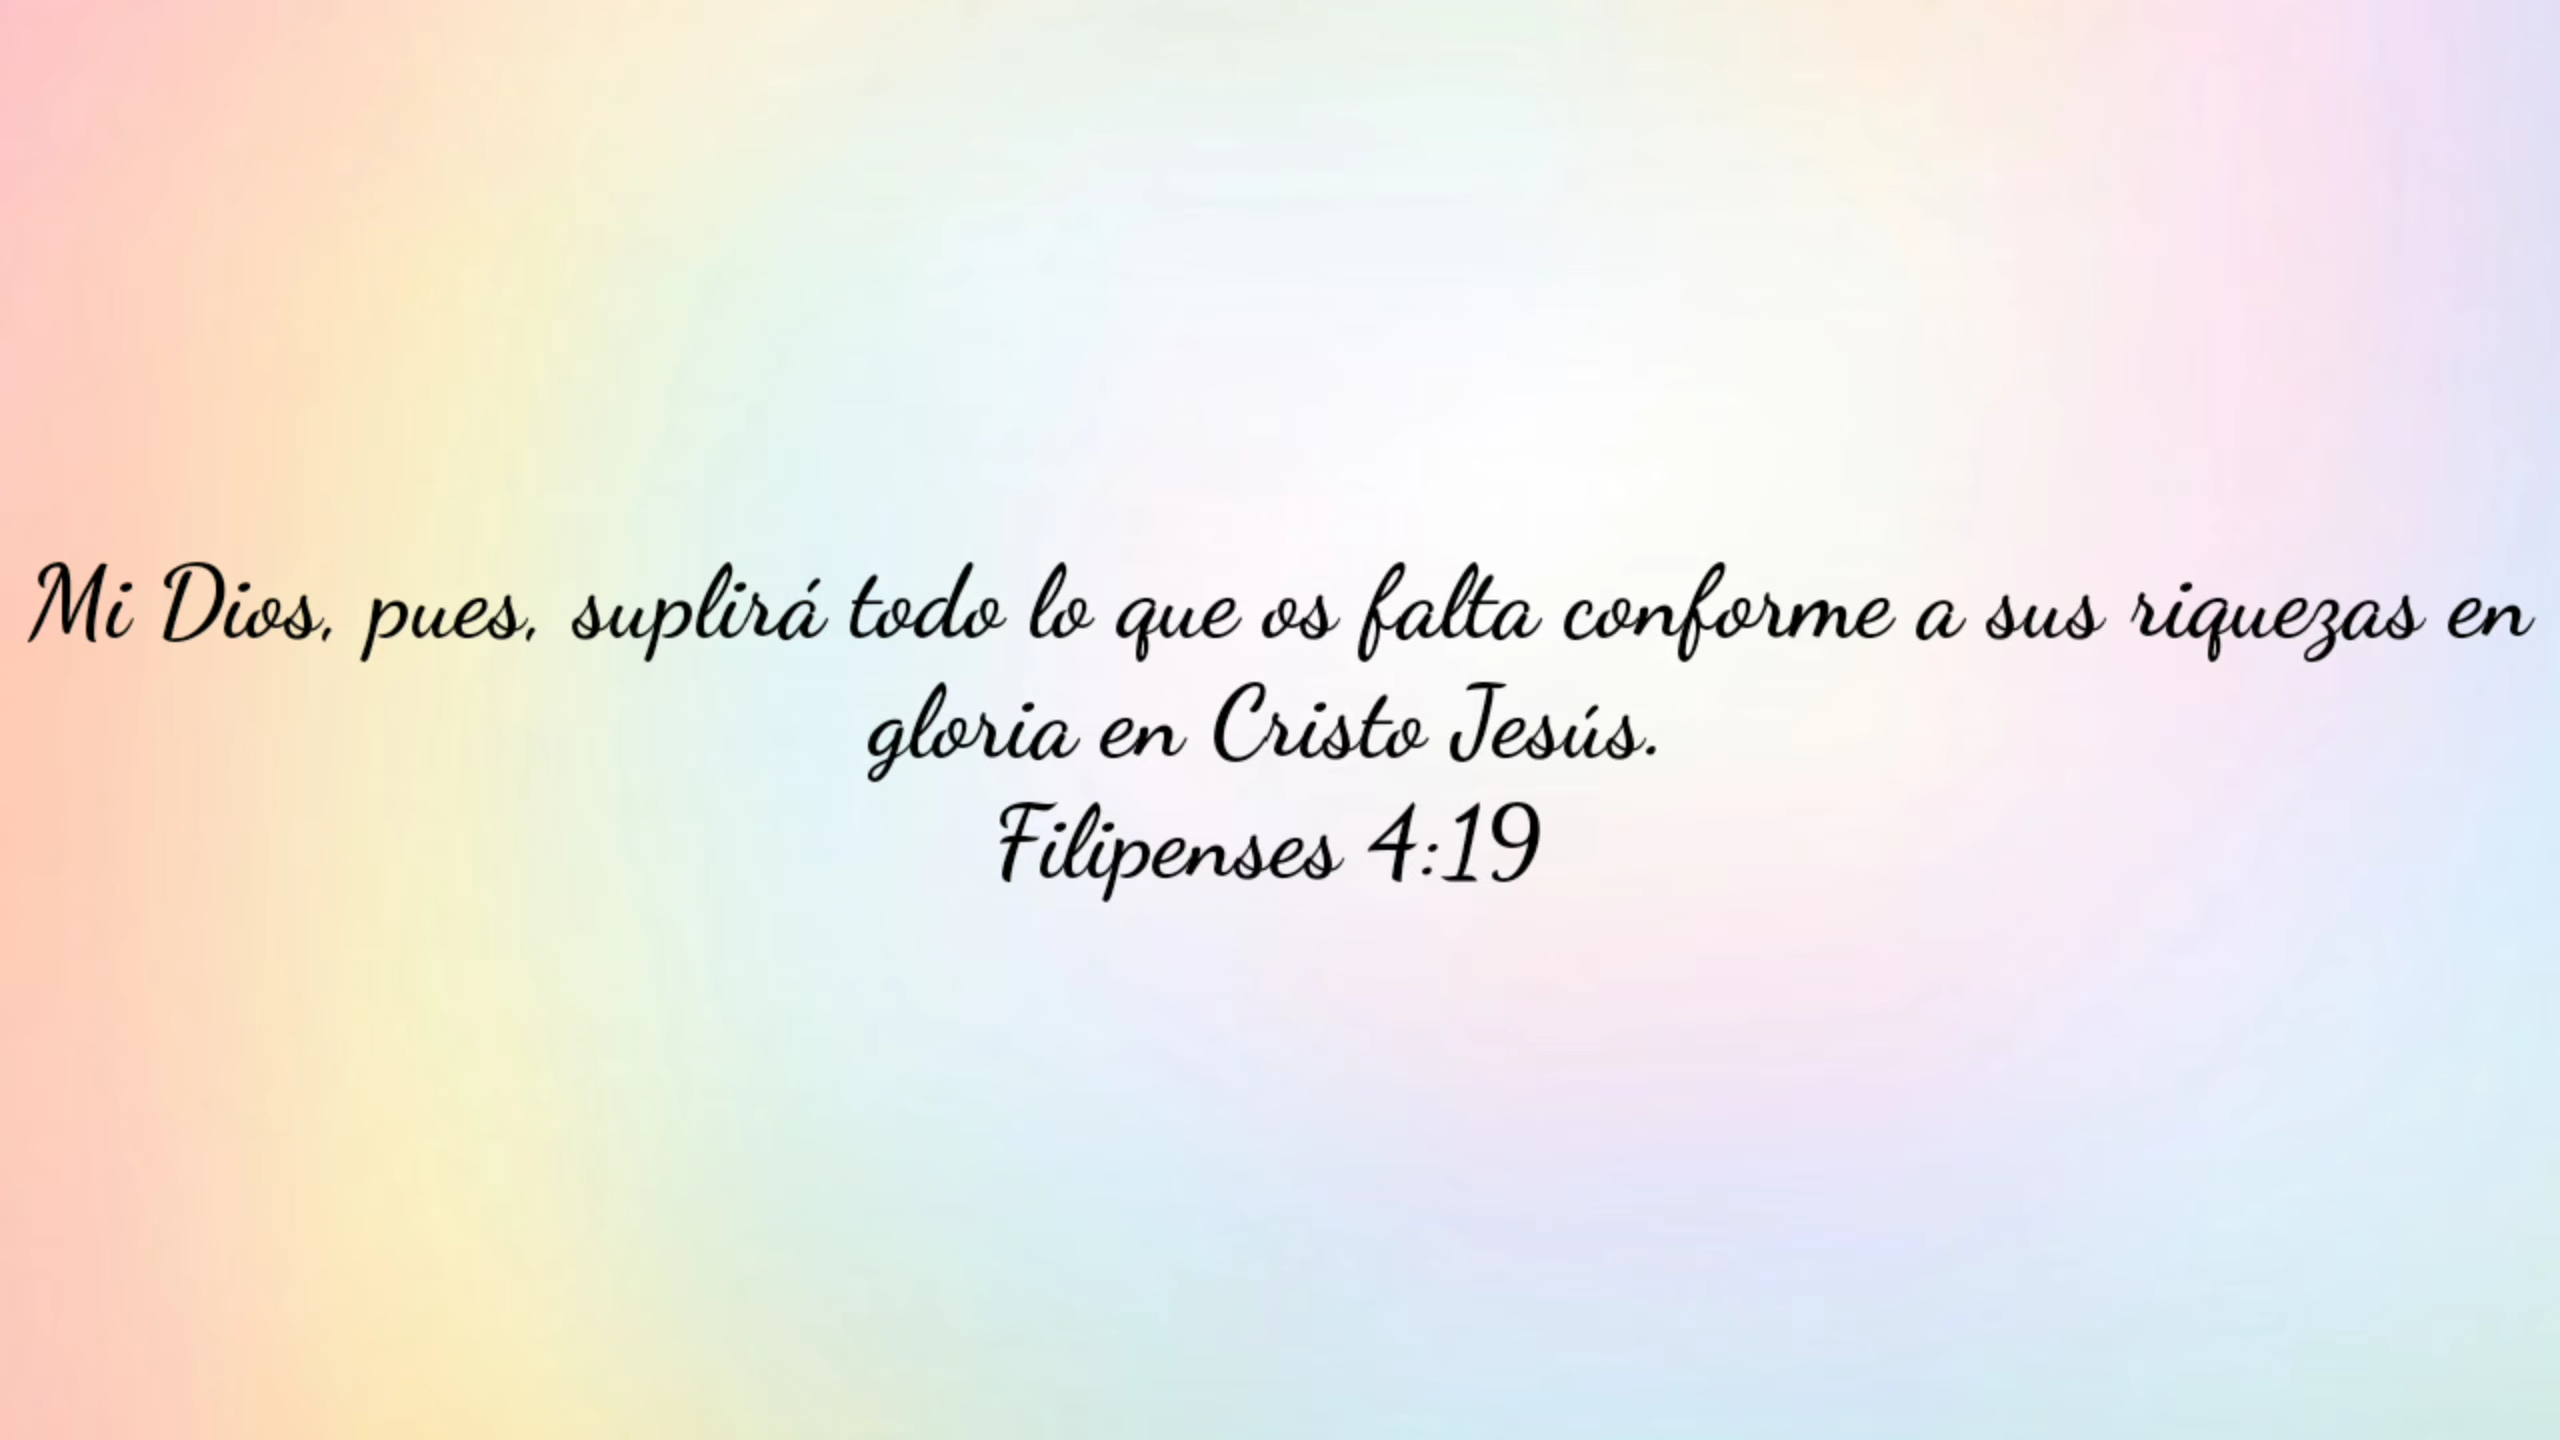 Mi Dios, pues, suplirá todo lo que os falta conforme a sus riquezas en
gloria en Cristo Jesús.
Filipenses 4:19